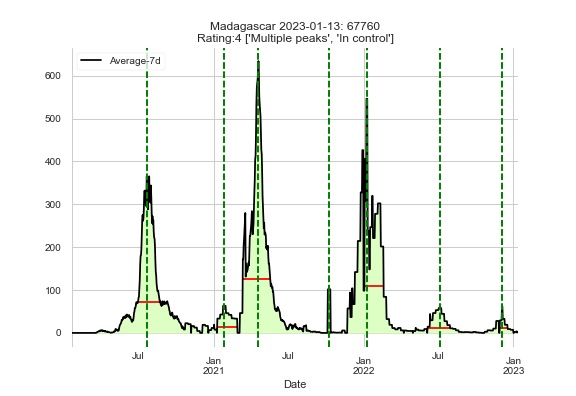 Madagascar 2023-01-13: 67760
Rating:4 ['Multiple peaks', 'In control']
Average-7d
600
500
400
300
200
100
0
Jul
Jan
2021
Jul
Jan
2022
Jul
Jan
2023
Date